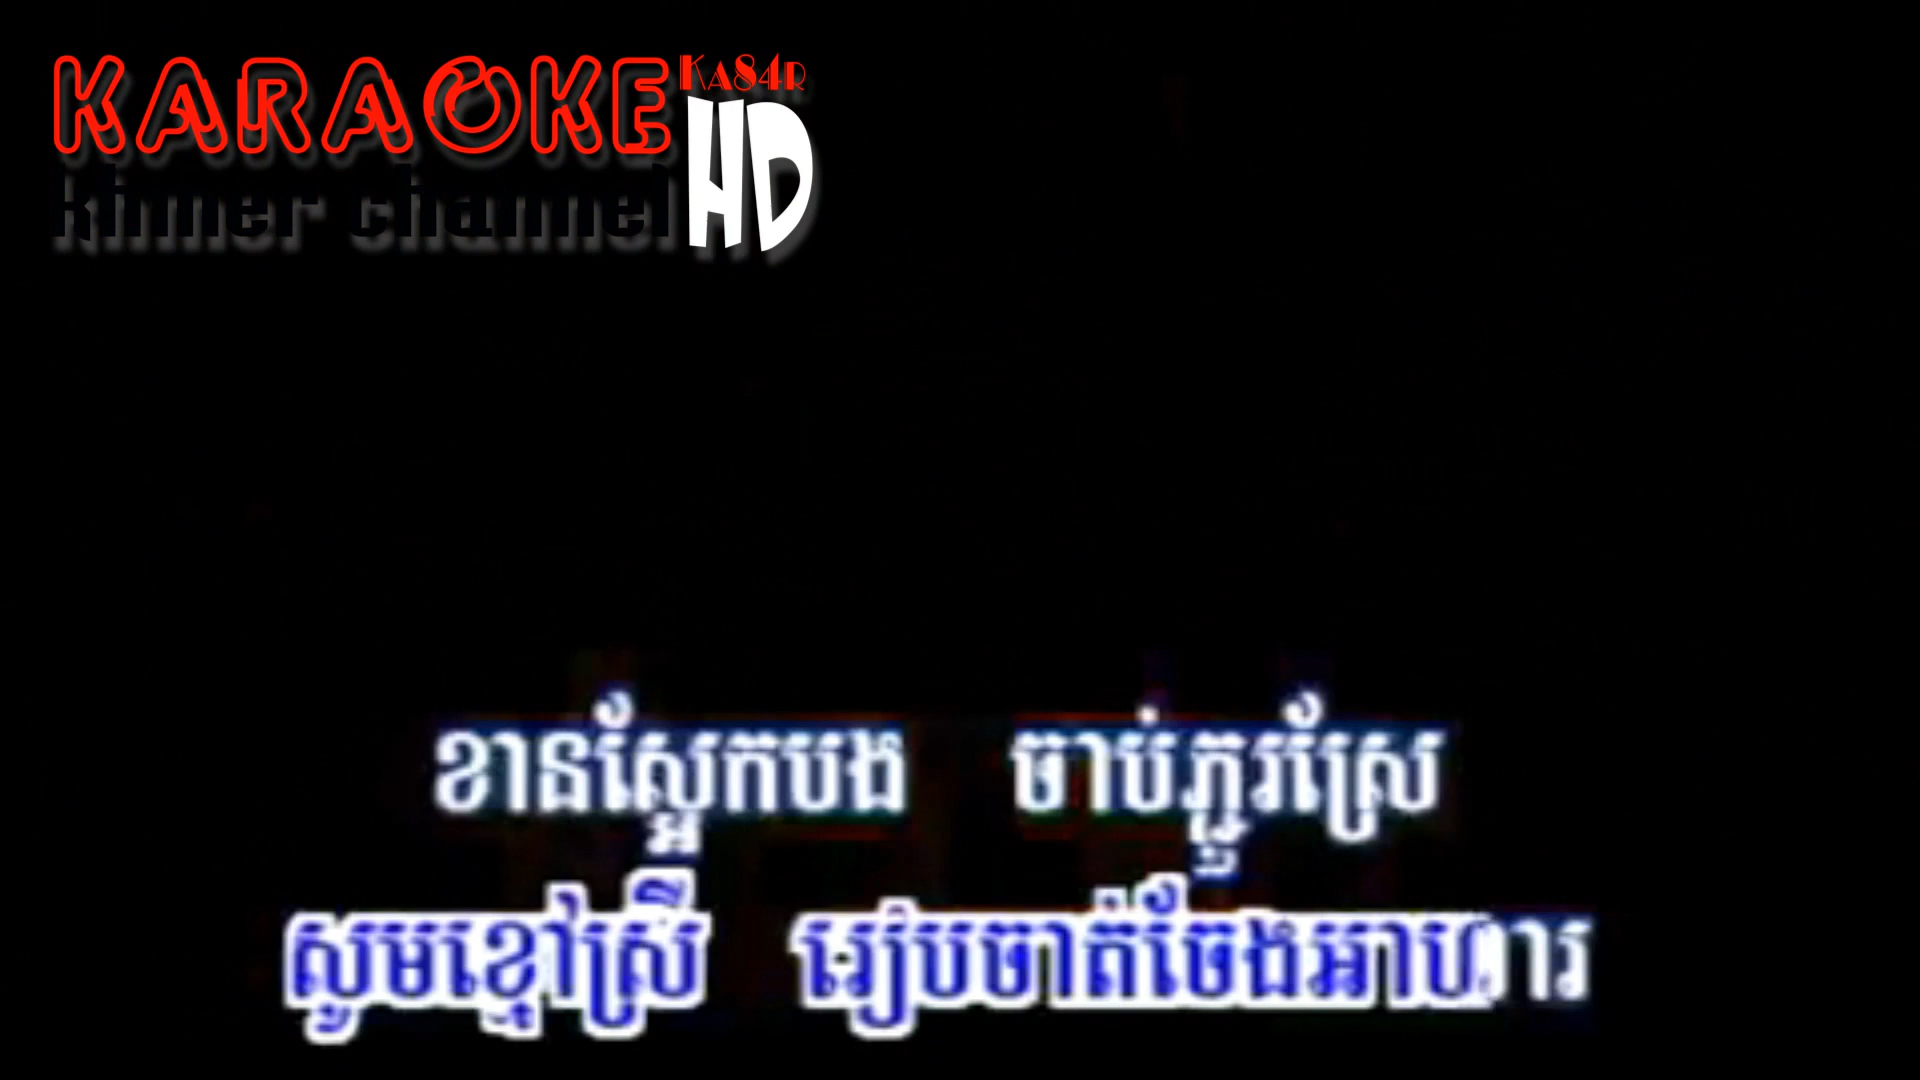 KARAOKE KA84R
HD
khmer channel
ខានស្អែកបង ចាប់ភ្ជួរស្រែ
សូមខ្មៅស្រី រៀបចាត់ចែងអាហារ